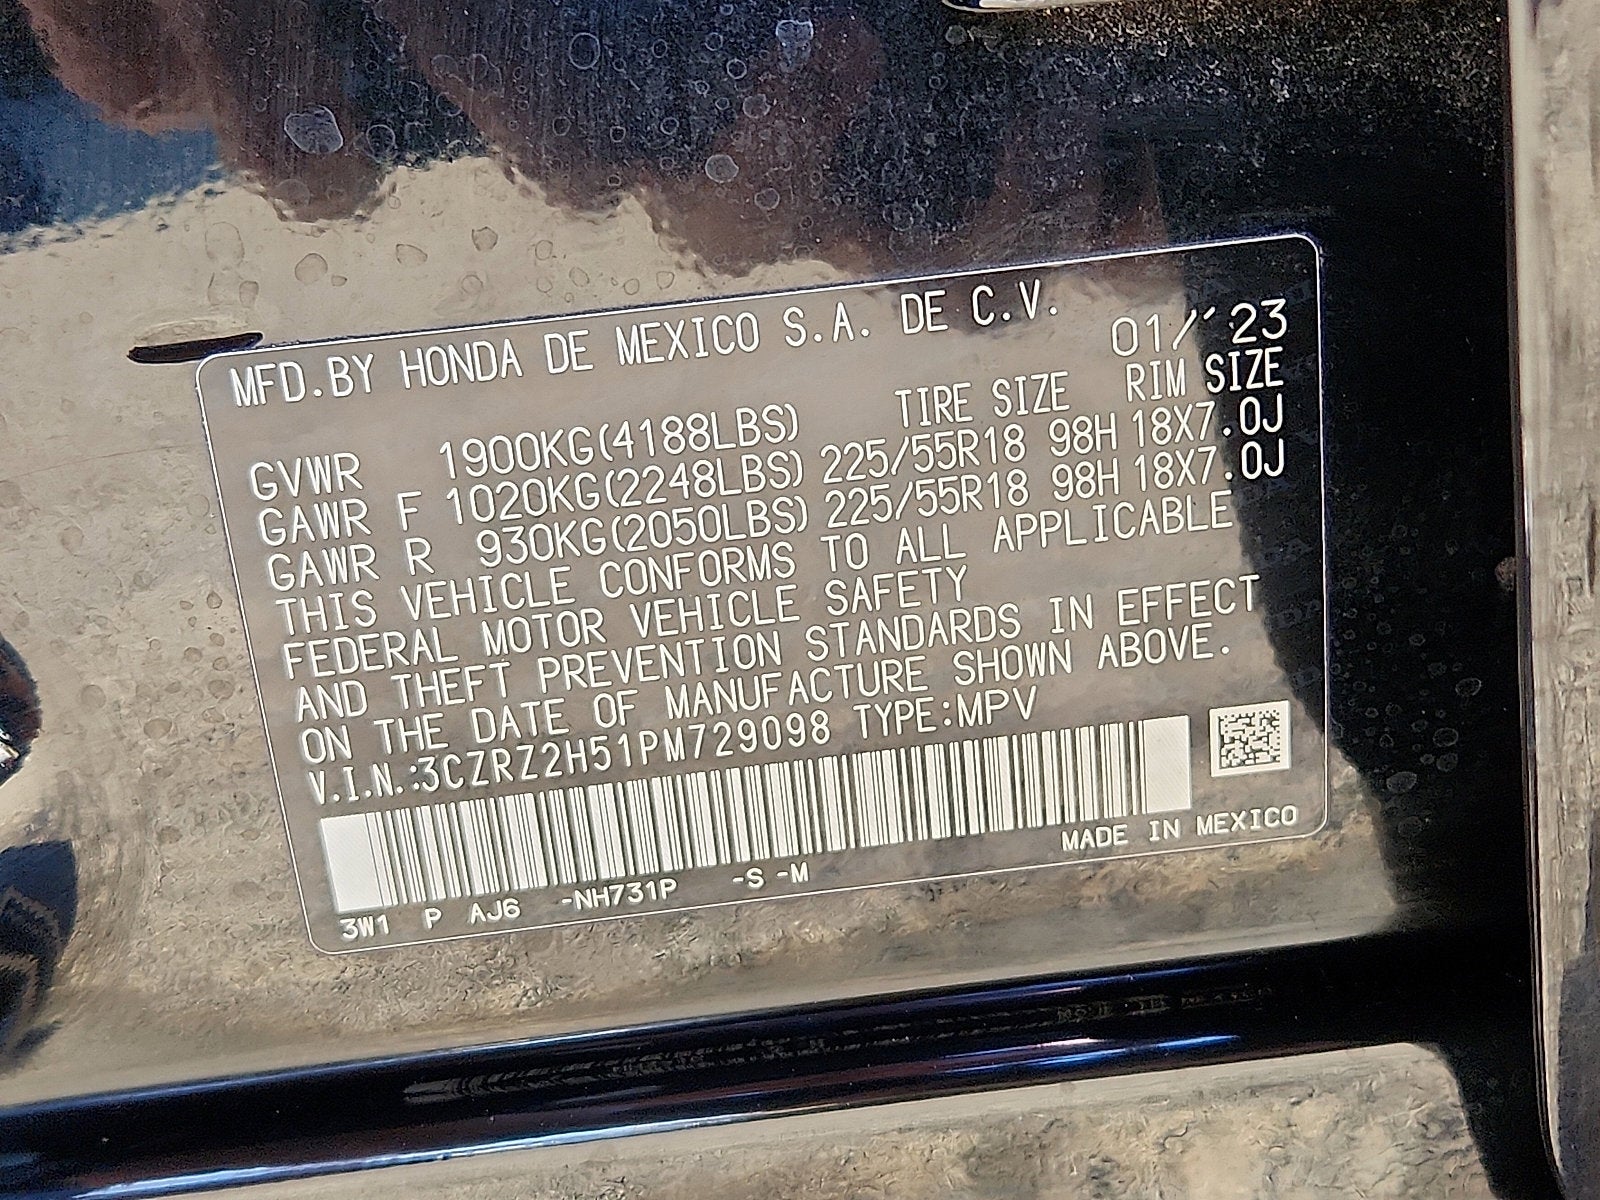 MFD.BY HONDA DE MEXICO S.A. DE C.V.
01/'23
TIRE SIZE RIM SIZE
GVWR 1900KG(4188LBS)
GAWR F 1020KG(2248LBS) 225/55R18 98H 18X7.0J
GAWR R 930KG(2050LBS) 225/55R18 98H 18X7.0J
THIS VEHICLE CONFORMS TO ALL APPLICABLE
FEDERAL MOTOR VEHICLE SAFETY
AND THEFT PREVENTION STANDARDS IN EFFECT
ON THE DATE OF MANUFACTURE SHOWN ABOVE.
V.I.N.:3CZRZ2H51PM729098 TYPE:MPV
MADE IN MEXICO
3W1 P AJ6 -NH731P -S -M